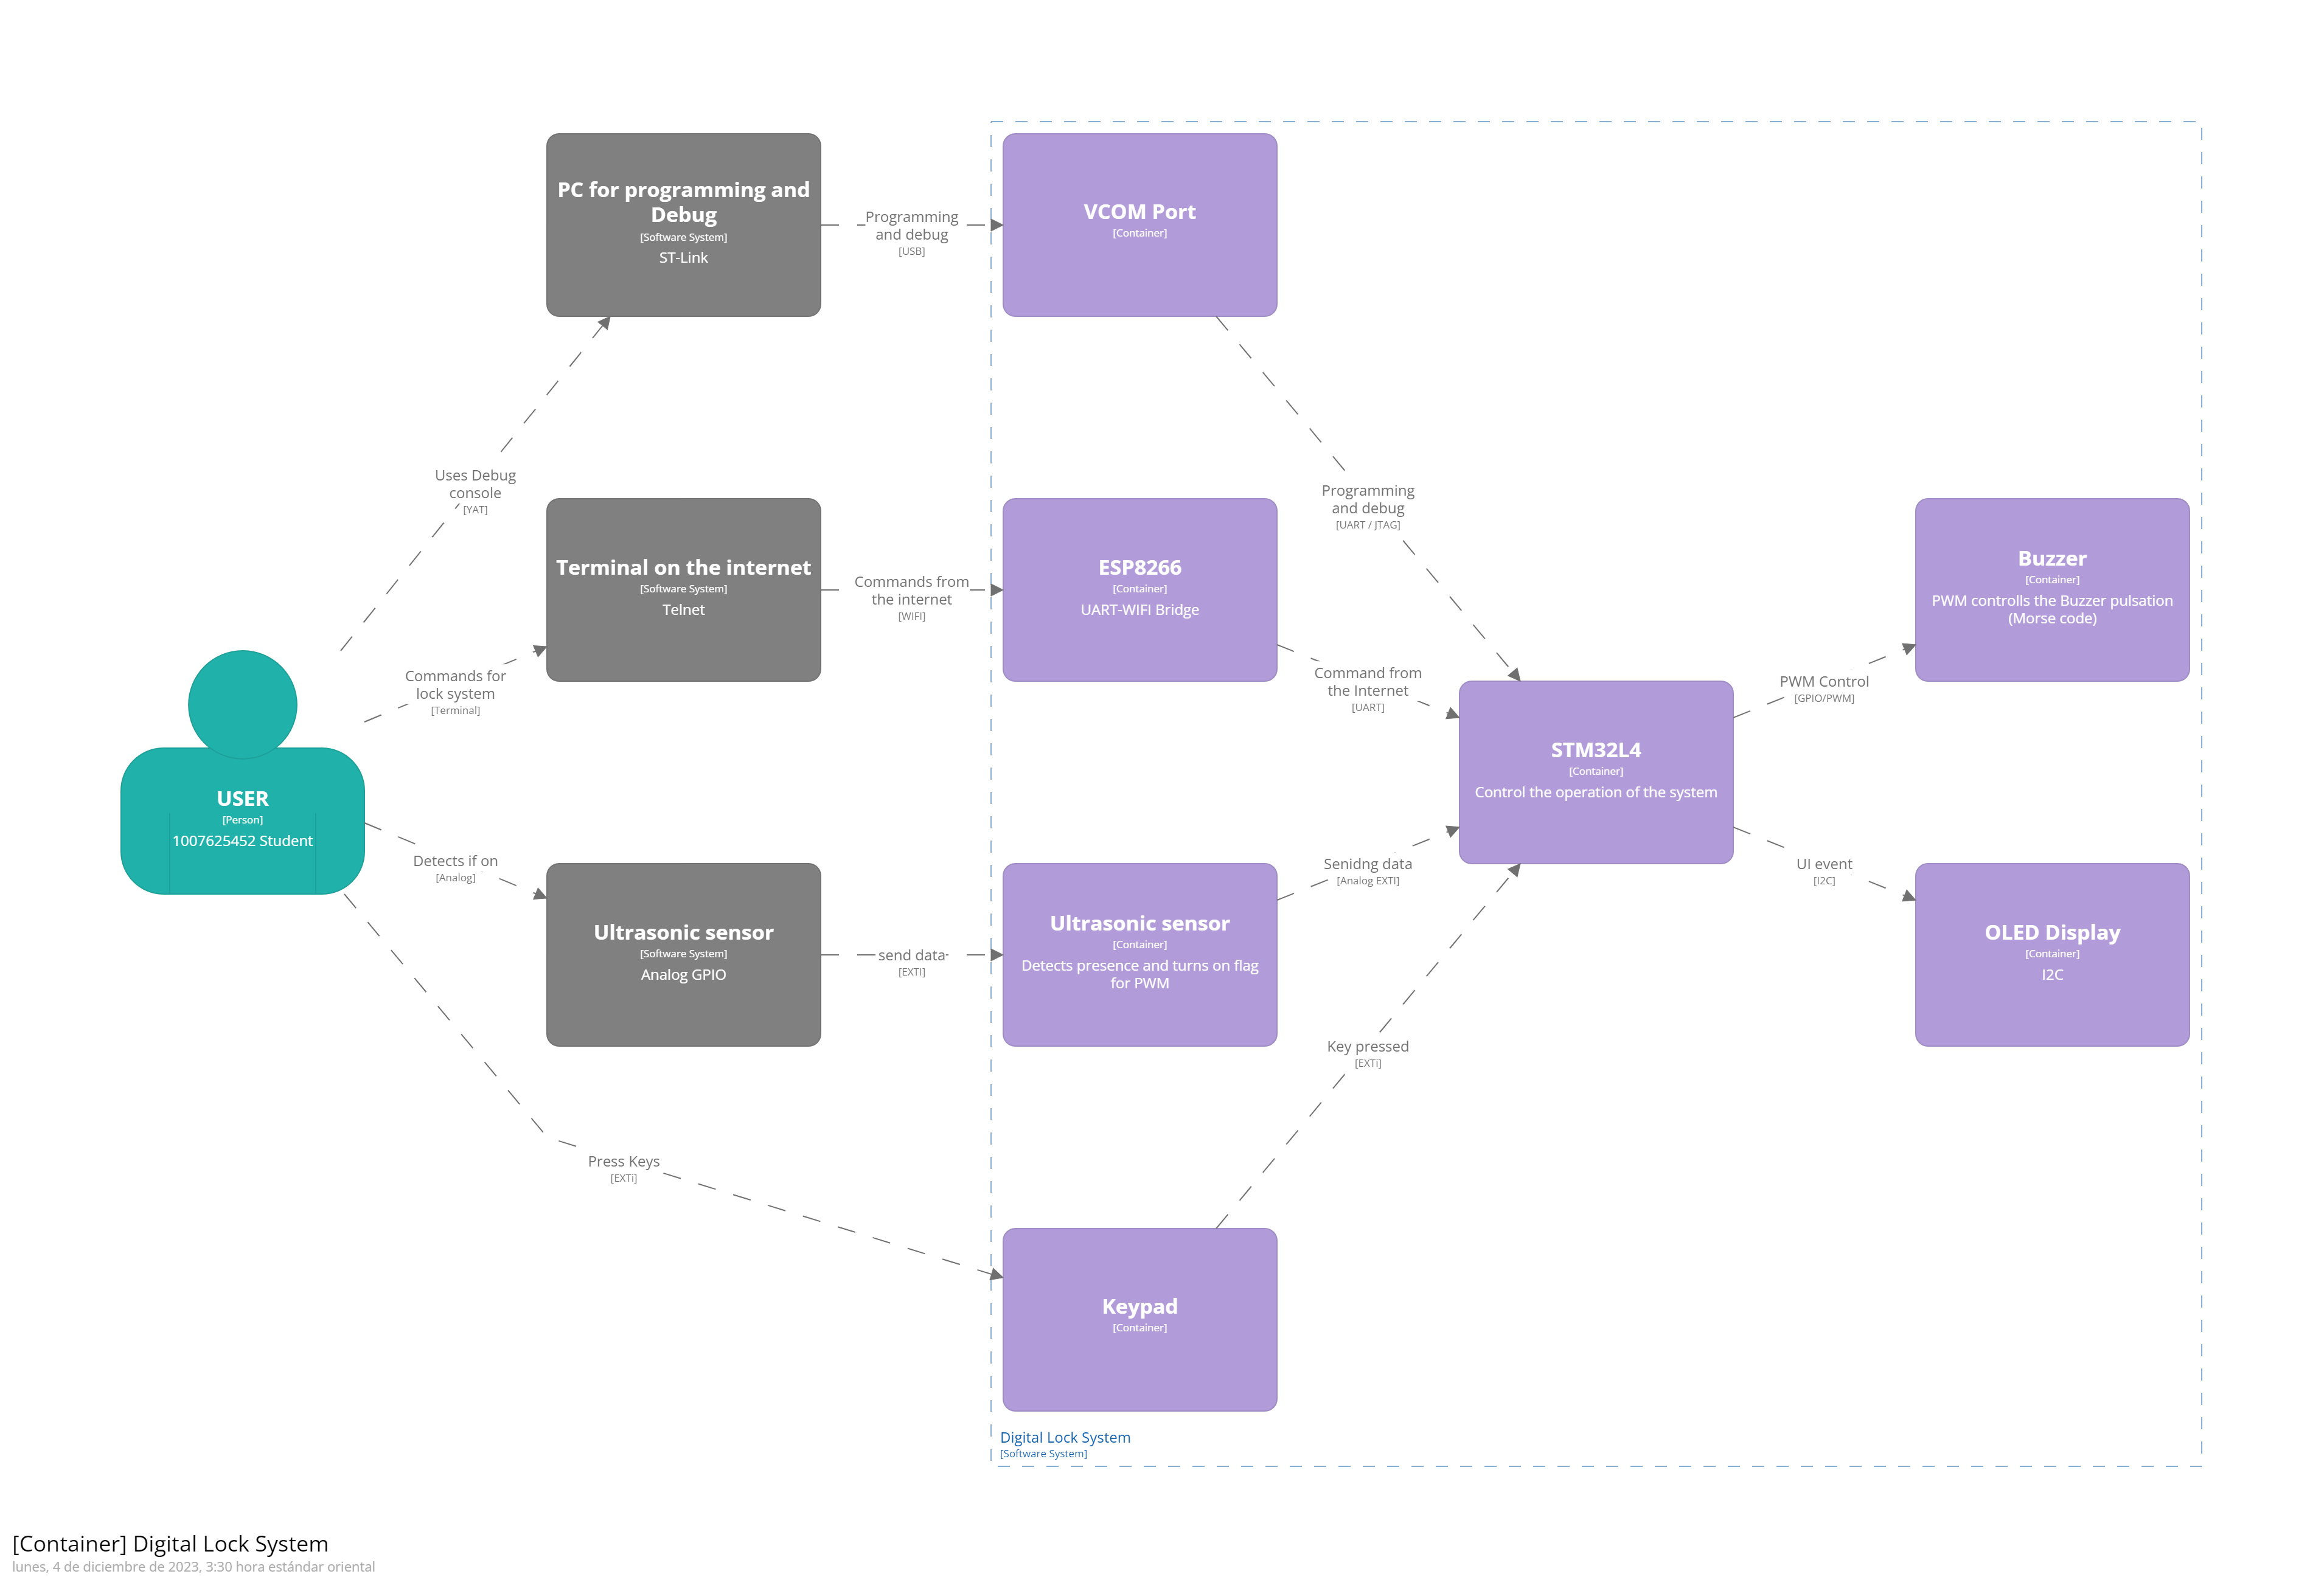 PC for programming and
Debug
[Software System]
ST-Link
Programming
and debug
[USB]
VCOM Port
[Container]
Uses Debug
console
[YAT]
Programming
and debug
[UART / JTAG]
Terminal on the internet
[Software System]
Telnet
Commands from
the internet
[WIFI]
ESP8266
[Container]
UART-WIFI Bridge
Buzzer
[Container]
PWM controlls the Buzzer pulsation
(Morse code)
Commands for
lock system
[Terminal]
Command from
the Internet
[UART]
PWM Control
[GPIO/PWM]
STM32L4
[Container]
Control the operation of the system
USER
[Person]
1007625452 Student
Detects if on
[Analog]
Senidng data
[Analog EXTI]
UI event
[I2C]
Ultrasonic sensor
[Software System]
Analog GPIO
send data
[EXTI]
Ultrasonic sensor
[Container]
Detects presence and turns on flag
for PWM
OLED Display
[Container]
I2C
Key pressed
[EXTi]
Press Keys
[EXTi]
Keypad
[Container]
Digital Lock System
[Software System]
[Container] Digital Lock System
lunes, 4 de diciembre de 2023, 3:30 hora estándar oriental